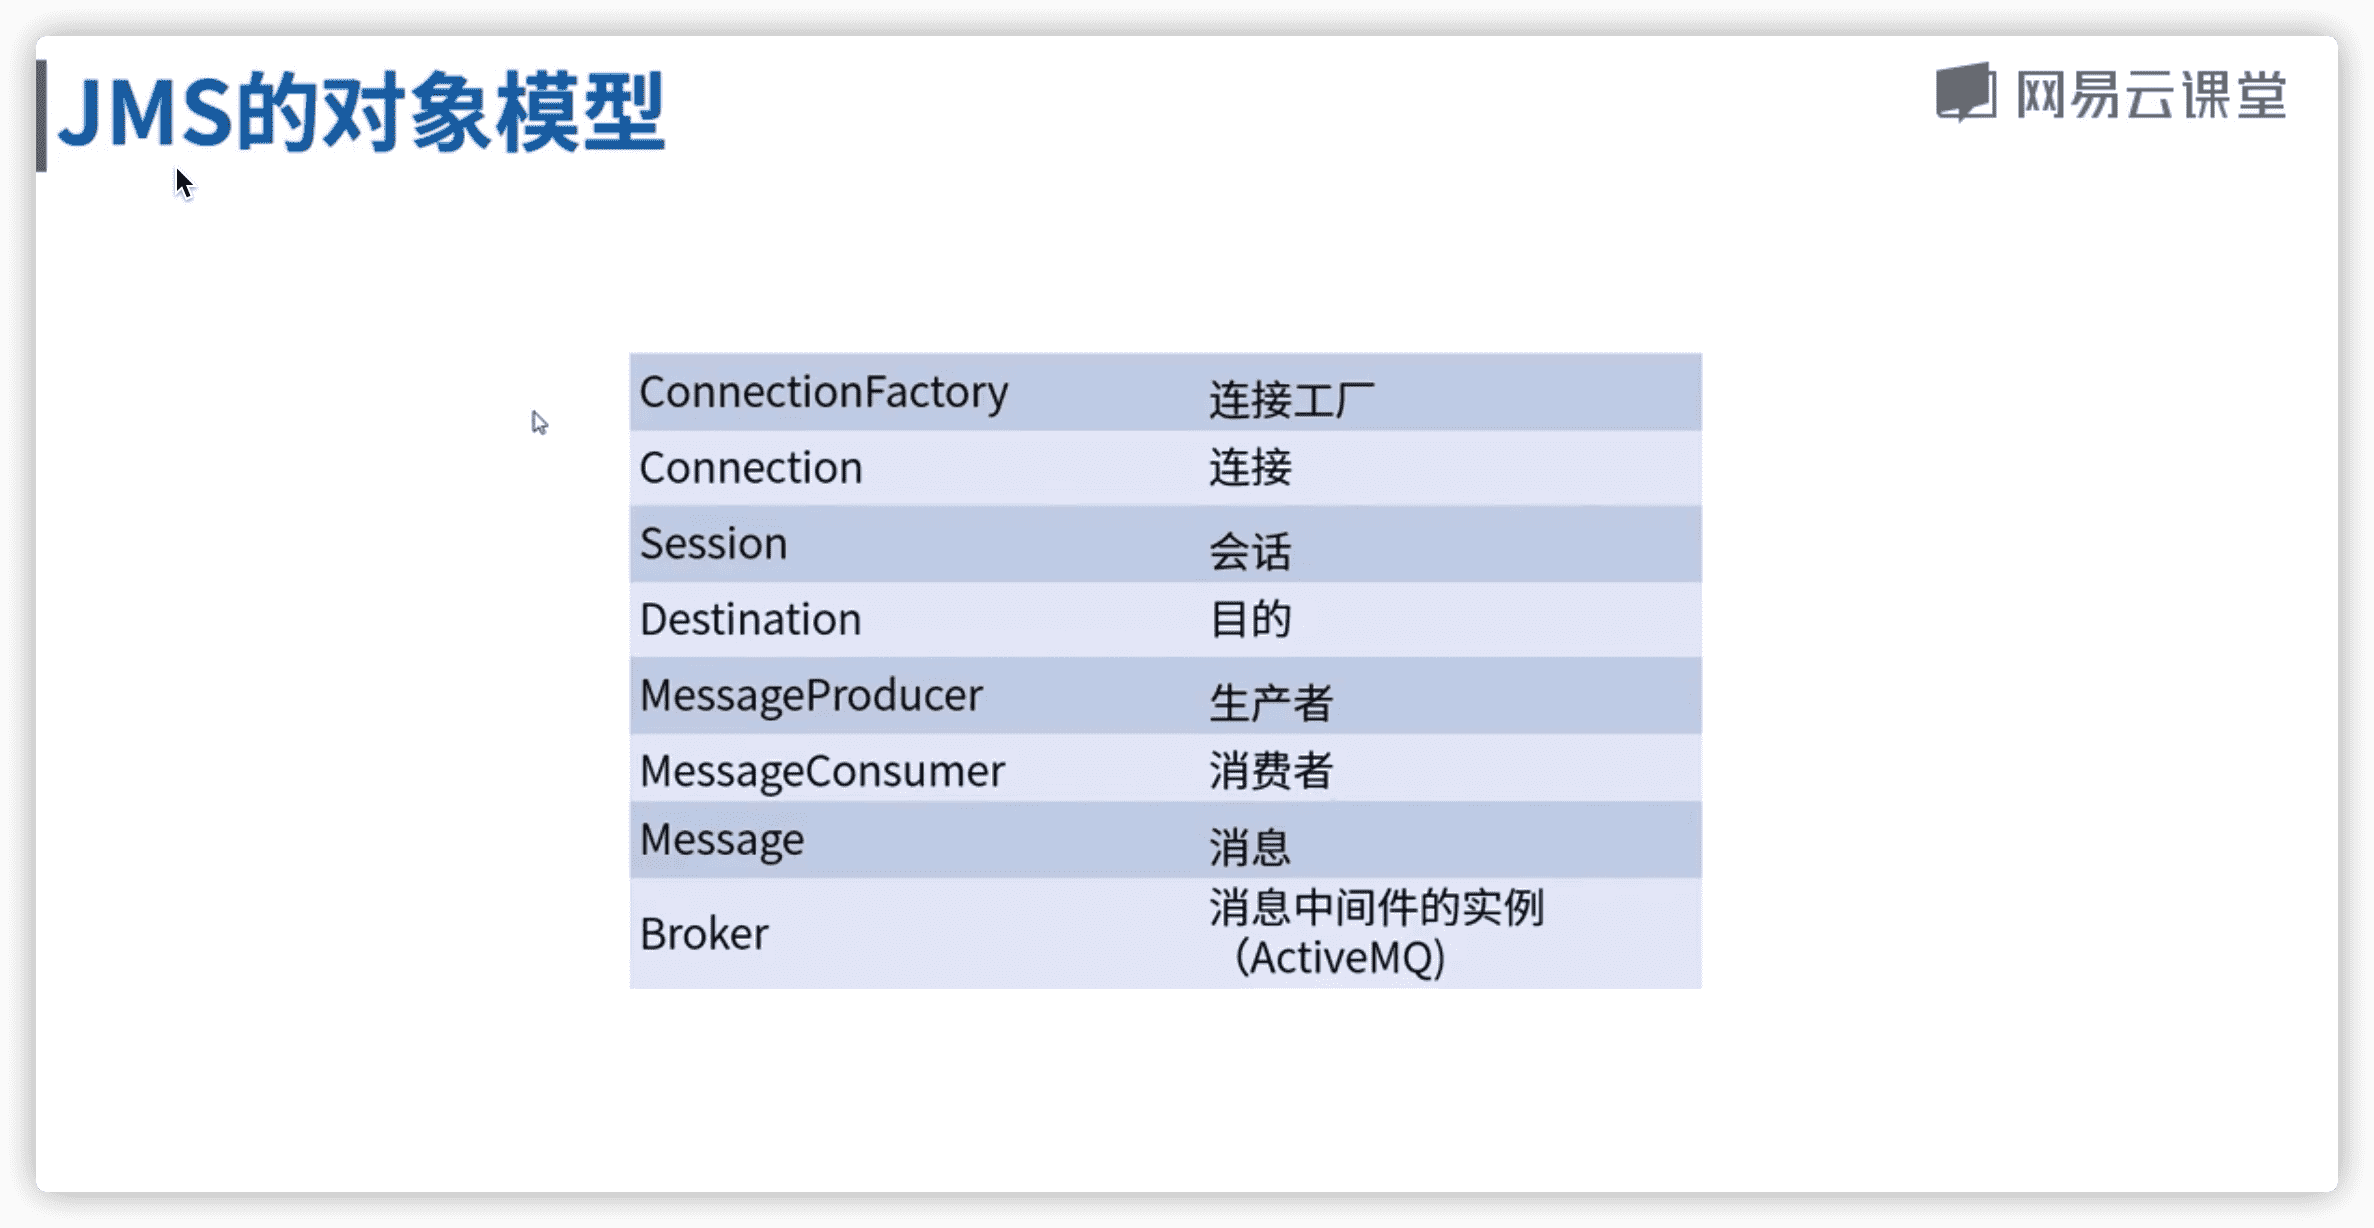 JMS的对象模型
网易云课堂
ConnectionFactory 连接工厂
Connection 连接
Session 会话
Destination 目的
MessageProducer 生产者
MessageConsumer 消费者
Message 消息
Broker 消息中间件的实例
（ActiveMQ)